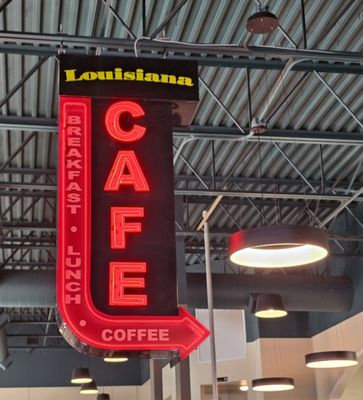 Louisiana
CAFE
BREAKFAST • LUNCH
COFFEE